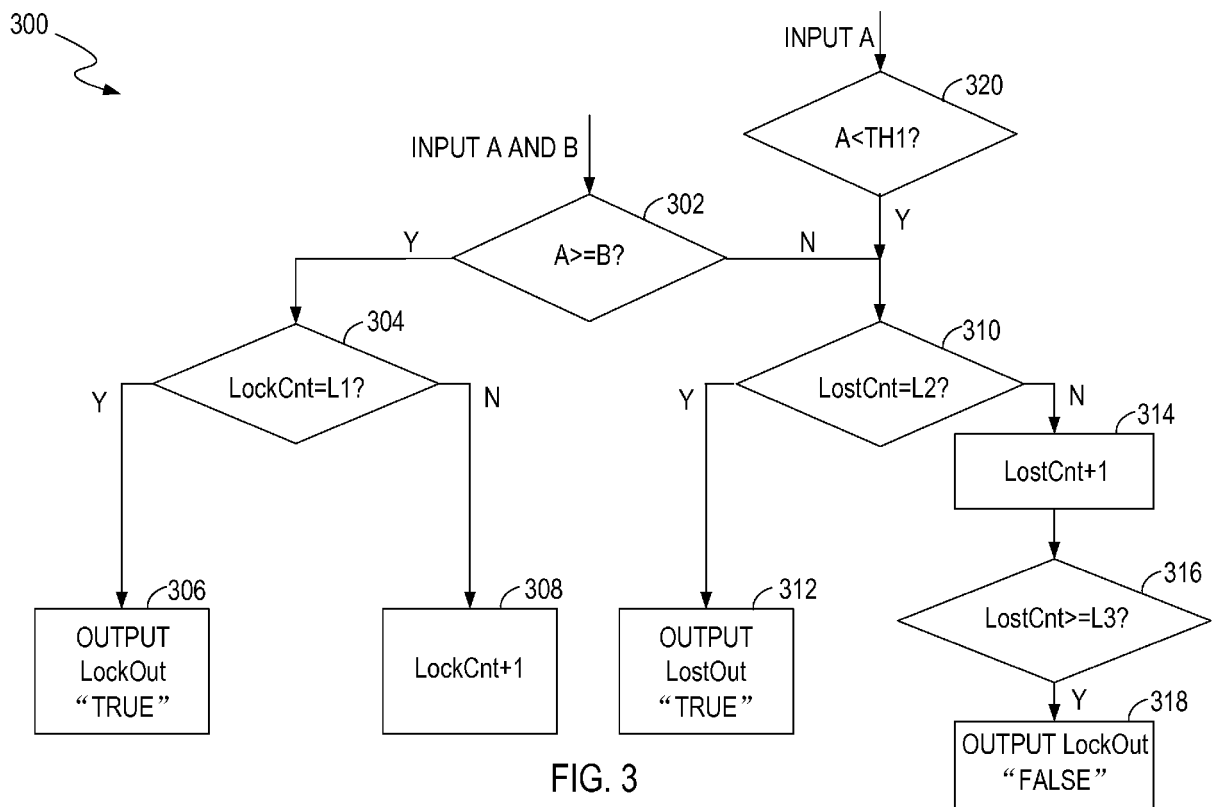 300
INPUT A
320
A<TH1?
Y
INPUT A AND B
302
A>=B?
Y
N
304
LockCnt=L1?
Y
N
310
LostCnt=L2?
Y
N
314
LostCnt+1
316
LostCnt>=L3?
Y
306
OUTPUT
LockOut
“TRUE”
308
LockCnt+1
312
OUTPUT
LostOut
“TRUE”
318
OUTPUT LockOut
“FALSE”
FIG. 3